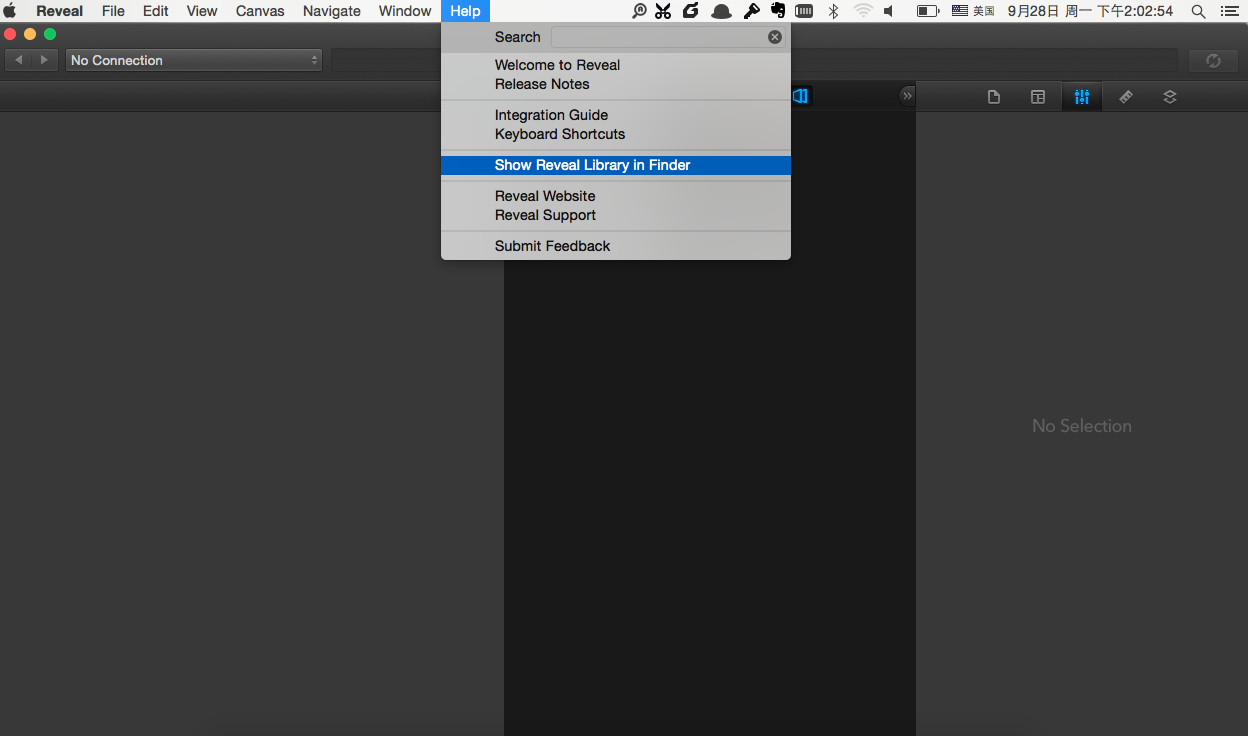 Reveal File Edit View Canvas Navigate Window Help 美国 9月28日 周一 下午2:02:54
No Connection
Search
Welcome to Reveal
Release Notes
Integration Guide
Keyboard Shortcuts
Show Reveal Library in Finder
Reveal Website
Reveal Support
Submit Feedback
No Selection